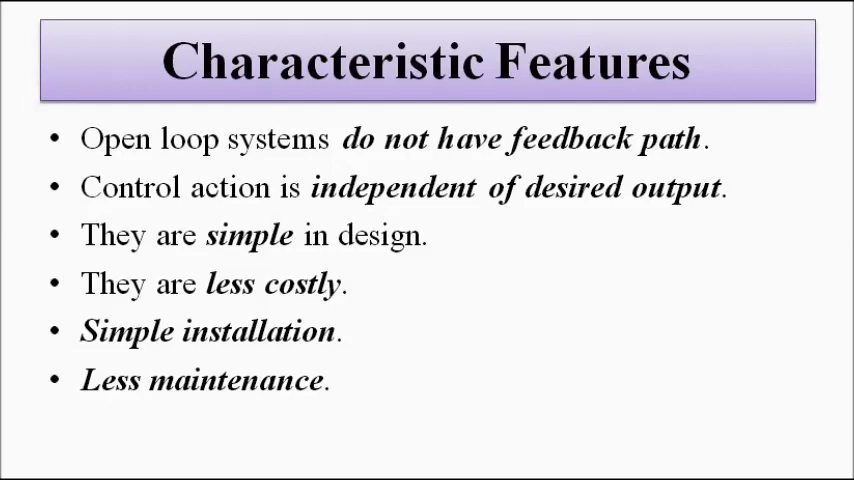 Characteristic Features
• Open loop systems do not have feedback path.
• Control action is independent of desired output.
• They are simple in design.
• They are less costly.
• Simple installation.
• Less maintenance.